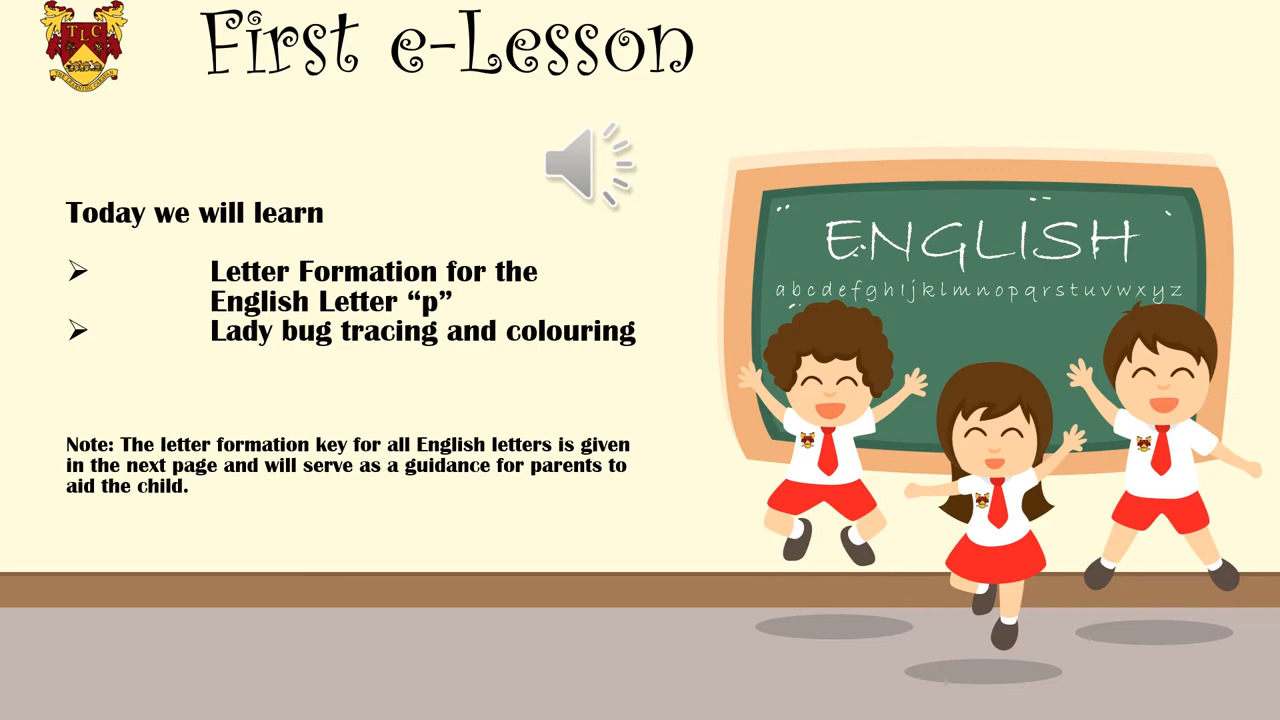 TLC
First e-Lesson
Today we will learn
➢ Letter Formation for the
English Letter “p”
➢ Lady bug tracing and colouring
Note: The letter formation key for all English letters is given
in the next page and will serve as a guidance for parents to
aid the child.
ENGLISH
a b c d e f g h I j k l m n o p q r s t u v w x y z